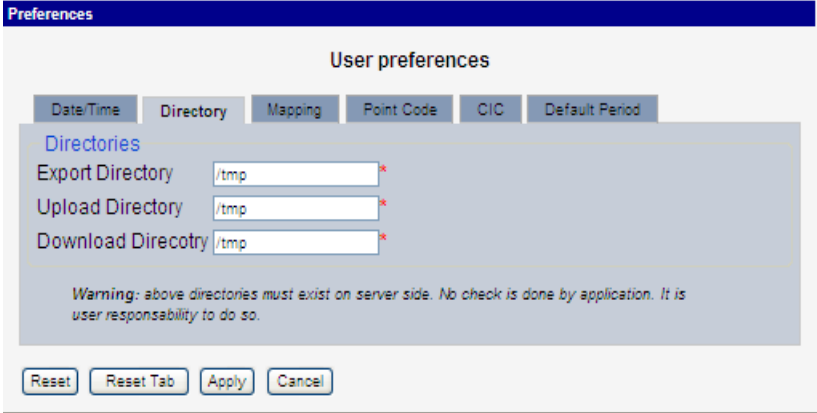 Preferences
User preferences
Date/Time Directory Mapping Point Code CIC Default Period
Directories
Export Directory /tmp *
Upload Directory /tmp *
Download Direcotry /tmp *
Warning: above directories must exist on server side. No check is done by application. It is
user responsability to do so.
Reset Reset Tab Apply Cancel